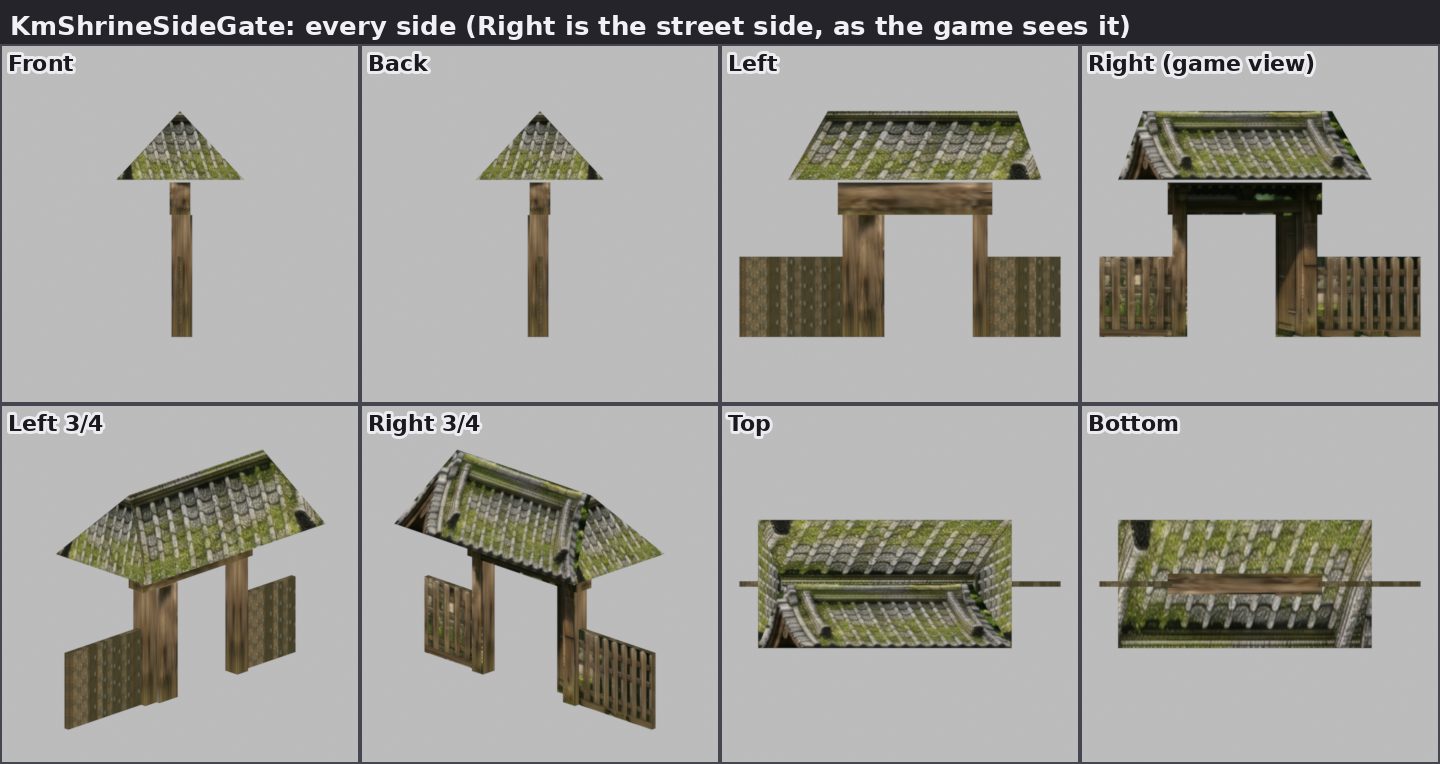 KmShrineSideGate: every side (Right is the street side, as the game sees it)
Front
Back
Left
Right (game view)
Left 3/4
Right 3/4
Top
Bottom